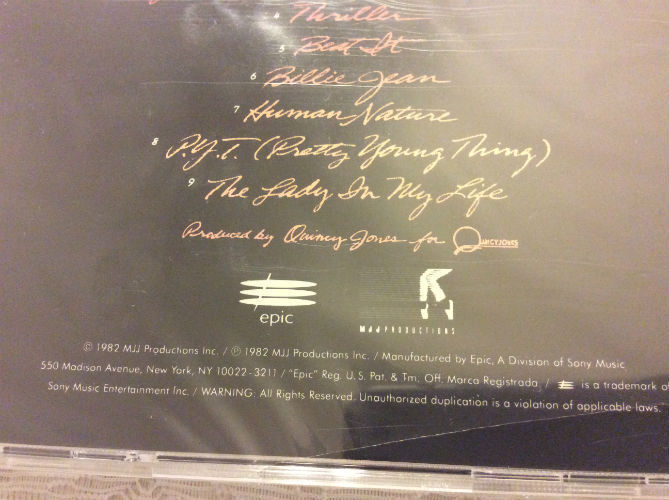 4 Thriller
5 Beat It
6 Billie Jean
7 Human Nature
8 P.Y.T. (Pretty Young Thing)
9 The Lady In My Life
Produced by Quincy Jones for QUINCY JONES
epic
MJJ PRODUCTIONS
© 1982 MJJ Productions Inc. / ℗ 1982 MJJ Productions Inc. / Manufactured by Epic, A Division of Sony Music
550 Madison Avenue, New York, NY 10022-3211 / "Epic" Reg. U.S. Pat. & Tm. Off. Marca Registrada / is a trademark of
Sony Music Entertainment Inc. / WARNING: All Rights Reserved. Unauthorized duplication is a violation of applicable laws.